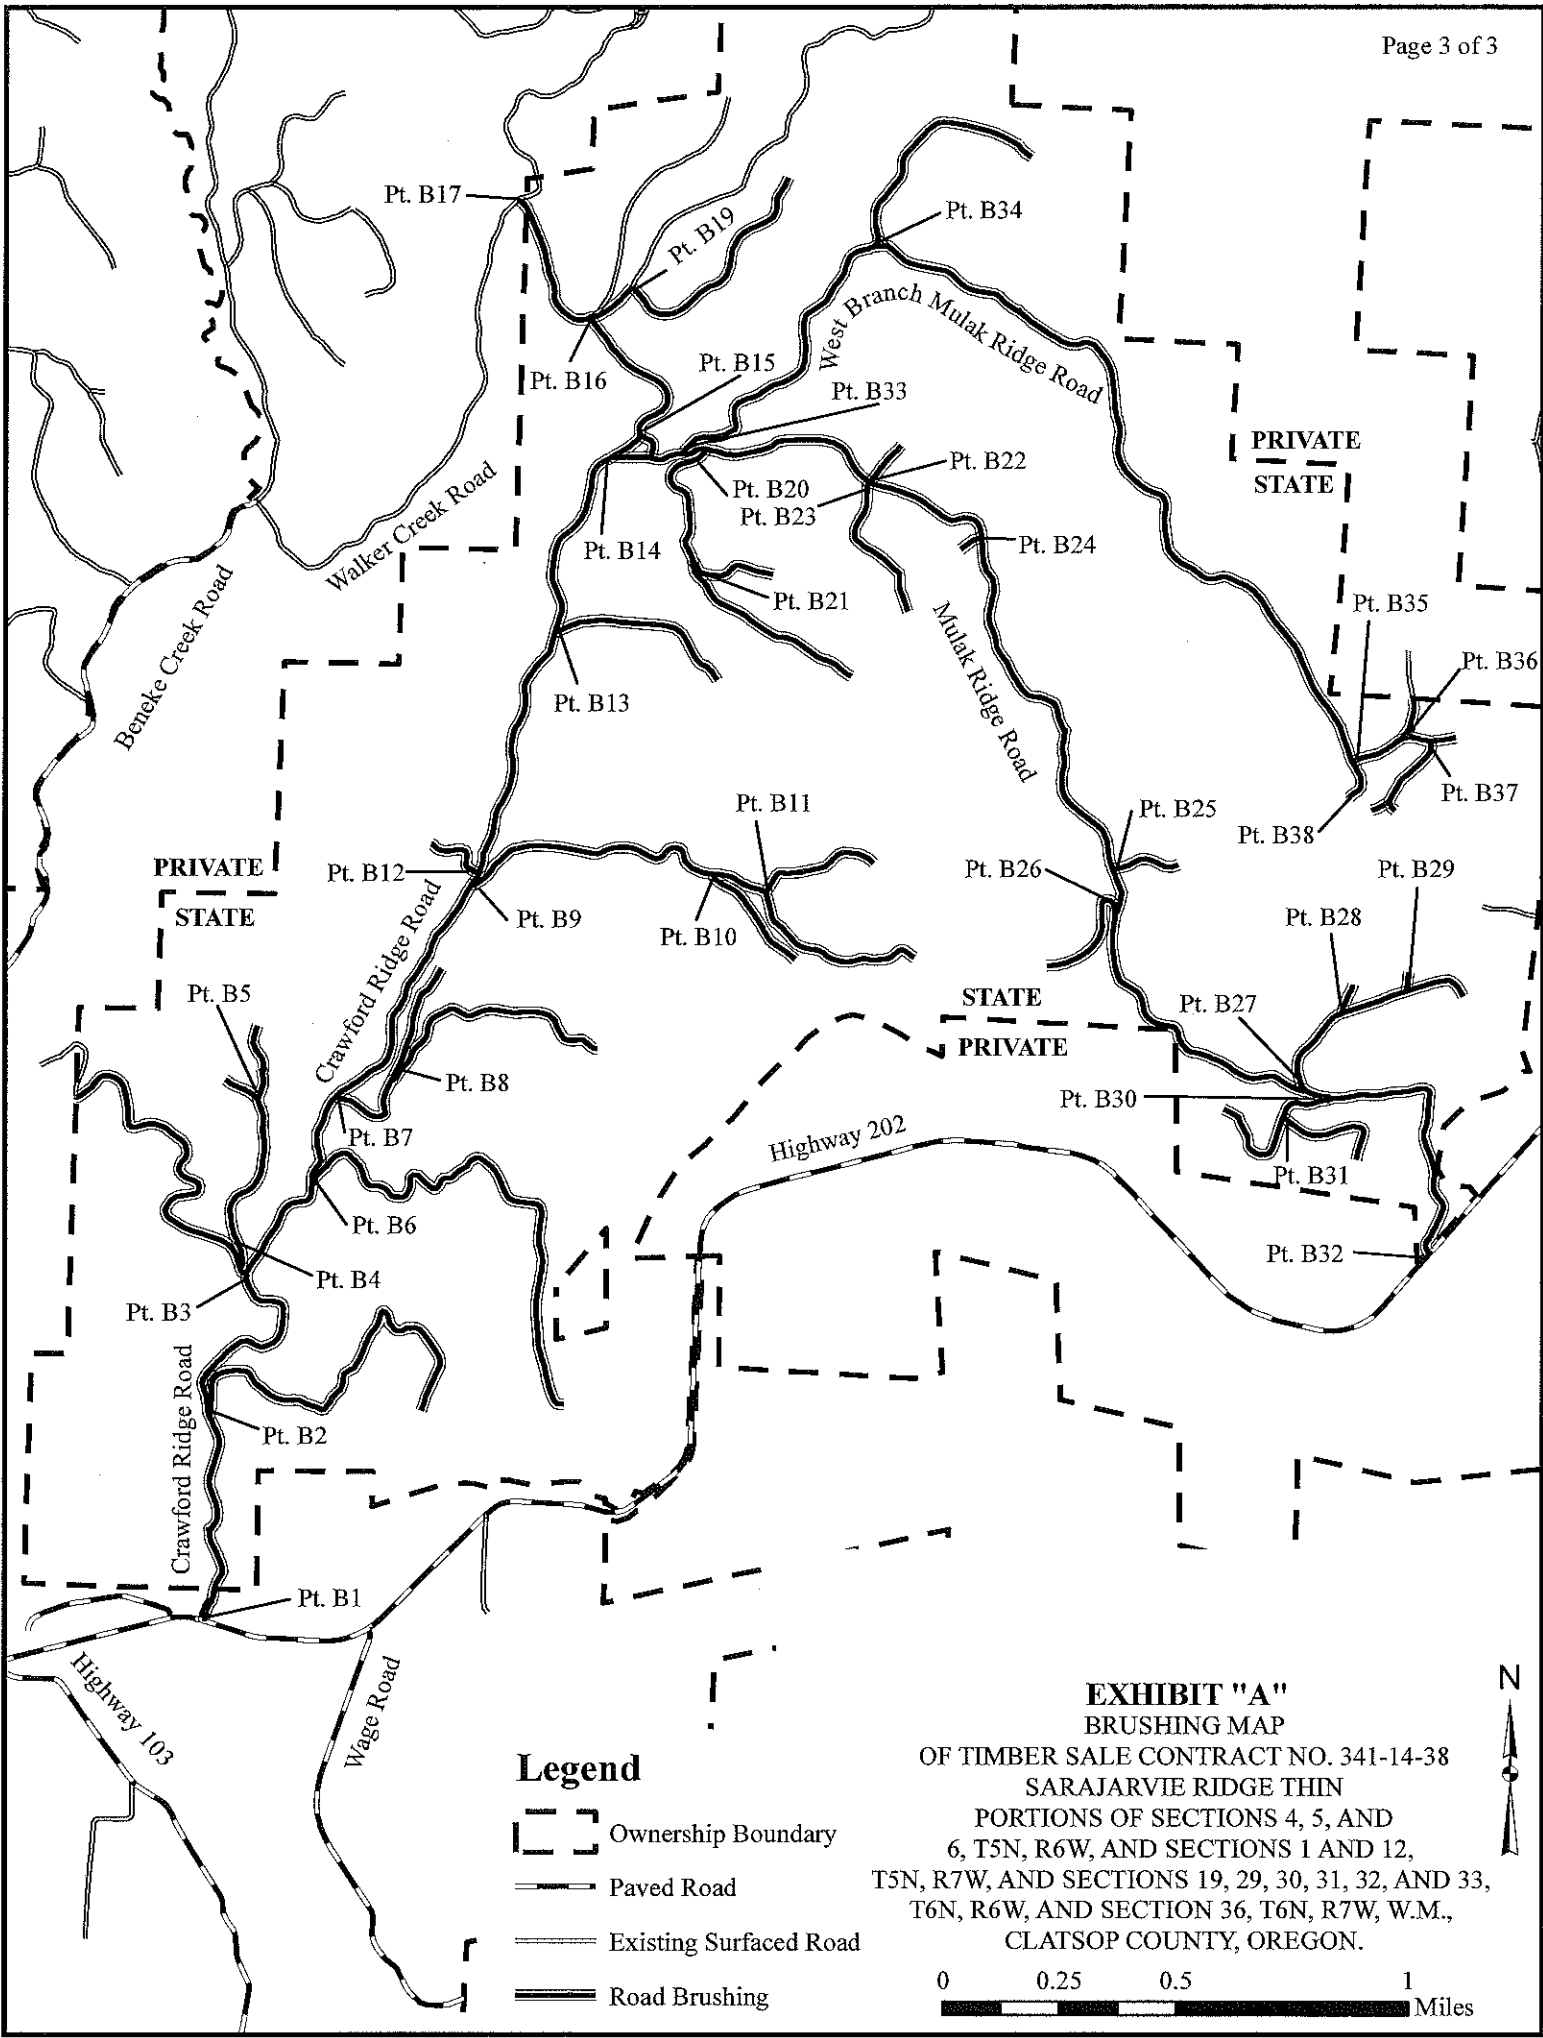 Page 3 of 3
Pt. B17
Pt. B19
Pt. B34
West Branch Mulak Ridge Road
Pt. B15
Pt. B16
Pt. B33
PRIVATE
STATE
Pt. B22
Pt. B20
Pt. B23
Walker Creek Road
Pt. B14
Pt. B24
Beneke Creek Road
Pt. B21
Pt. B35
Mulak Ridge Road
Pt. B36
Pt. B13
Pt. B37
Pt. B11
Pt. B25
Pt. B38
PRIVATE
STATE
Pt. B12
Pt. B26
Pt. B29
Pt. B9
Pt. B28
Pt. B10
Crawford Ridge Road
Pt. B5
STATE
PRIVATE
Pt. B27
Pt. B8
Pt. B30
Pt. B7
Highway 202
Pt. B31
Pt. B6
Pt. B32
Pt. B4
Pt. B3
Crawford Ridge Road
Pt. B2
Pt. B1
Highway 103
Wage Road
Legend
Ownership Boundary
Paved Road
Existing Surfaced Road
Road Brushing
N
EXHIBIT "A"
BRUSHING MAP
OF TIMBER SALE CONTRACT NO. 341-14-38
SARAJARVIE RIDGE THIN
PORTIONS OF SECTIONS 4, 5, AND
6, T5N, R6W, AND SECTIONS 1 AND 12,
T5N, R7W, AND SECTIONS 19, 29, 30, 31, 32, AND 33,
T6N, R6W, AND SECTION 36, T6N, R7W, W.M.,
CLATSOP COUNTY, OREGON.
0 0.25 0.5 1
Miles